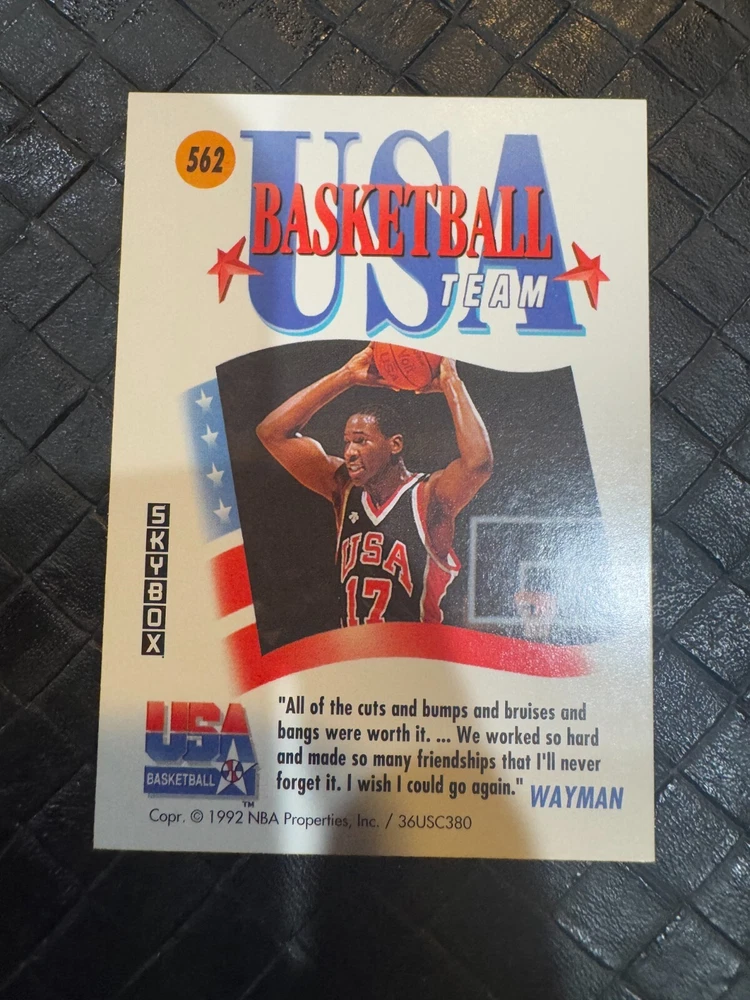 562
USA
BASKETBALL
TEAM
USA
17
SKYBOX
USA
BASKETBALL
TM
"All of the cuts and bumps and bruises and
bangs were worth it. ... We worked so hard
and made so many friendships that I'll never
forget it. I wish I could go again." WAYMAN
Copr. © 1992 NBA Properties, Inc. / 36USC380